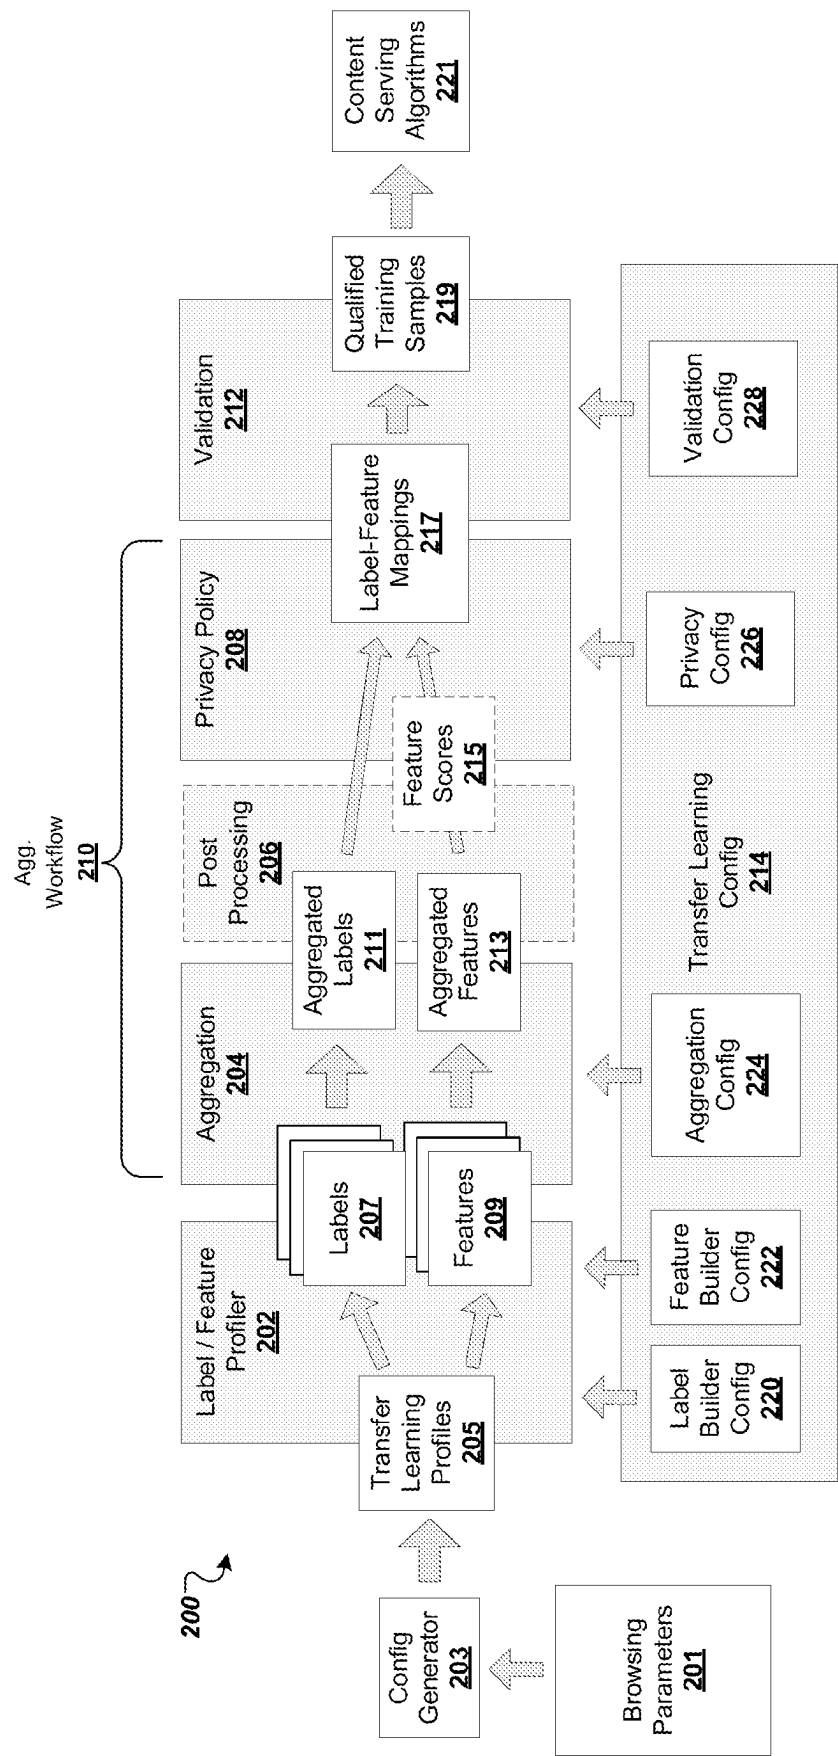 200
Agg.
Workflow
210
Label / Feature
Profiler
202
Aggregation
204
Post
Processing
206
Privacy Policy
208
Validation
212
Browsing
Parameters
201
Config
Generator
203
Transfer
Learning
Profiles
205
Labels
207
Features
209
Aggregated
Labels
211
Aggregated
Features
213
Feature
Scores
215
Label-Feature
Mappings
217
Qualified
Training
Samples
219
Content
Serving
Algorithms
221
Label
Builder
Config
220
Feature
Builder
Config
222
Aggregation
Config
224
Transfer Learning
Config
214
Privacy
Config
226
Validation
Config
228